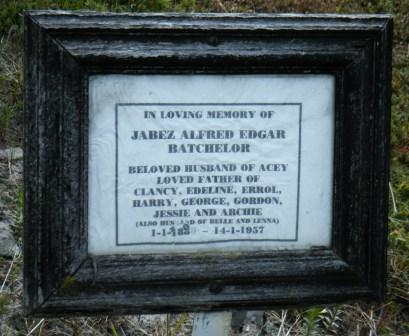 IN LOVING MEMORY OF
JABEZ ALFRED EDGAR
BATCHELOR
BELOVED HUSBAND OF ACEY
LOVED FATHER OF
CLANCY, EDELINE, ERROL,
HARRY, GEORGE, GORDON,
JESSIE AND ARCHIE
(ALSO HUSBAND OF BELLE AND LENNA)
– 14-1-1957